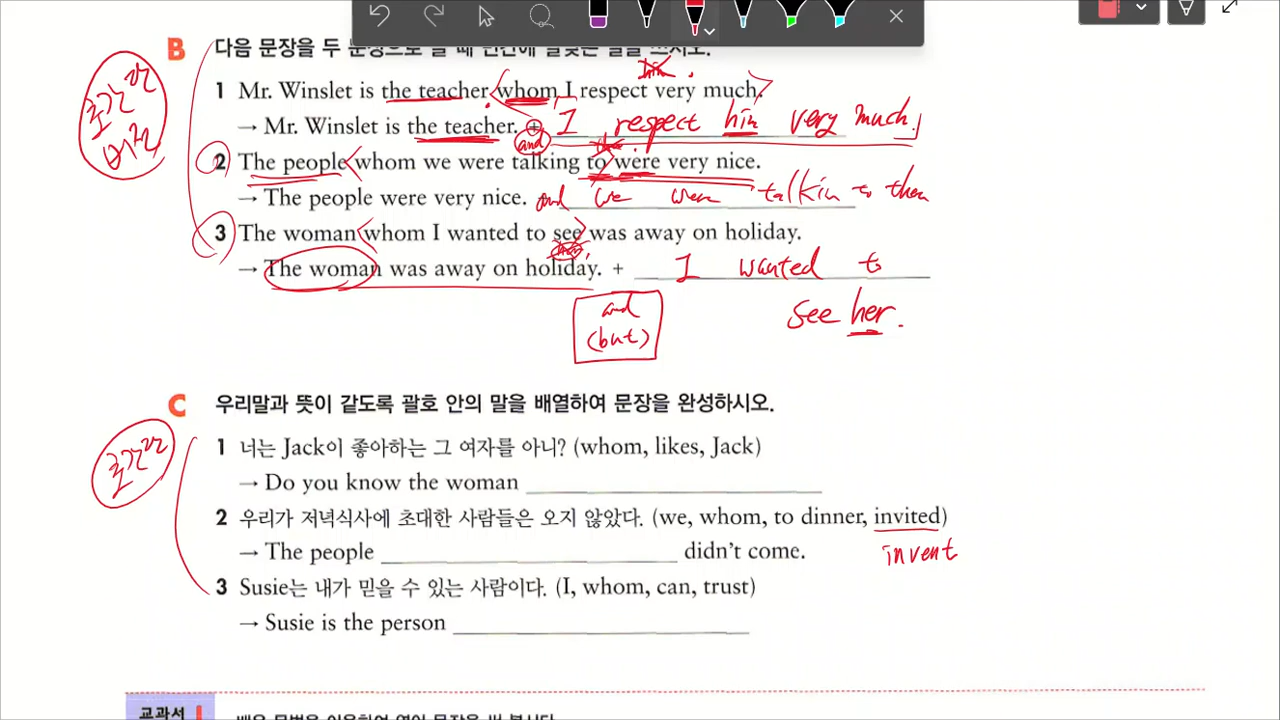 B 다음 문장을 두 문장으로 쓸 때 빈칸에 알맞은 말을 쓰시오.
1 Mr. Winslet is the teacher whom I respect very much.
→ Mr. Winslet is the teacher. + I respect him very much.
and
2 The people whom we were talking to were very nice.
→ The people were very nice. and we were talkin to them
3 The woman whom I wanted to see was away on holiday.
→ The woman was away on holiday. + I wanted to
see her.
and
(but)
C 우리말과 뜻이 같도록 괄호 안의 말을 배열하여 문장을 완성하시오.
목관대
1 너는 Jack이 좋아하는 그 여자를 아니? (whom, likes, Jack)
→ Do you know the woman
2 우리가 저녁식사에 초대한 사람들은 오지 않았다. (we, whom, to dinner, invited)
→ The people didn't come.
invent
3 Susie는 내가 믿을 수 있는 사람이다. (I, whom, can, trust)
→ Susie is the person
교과서